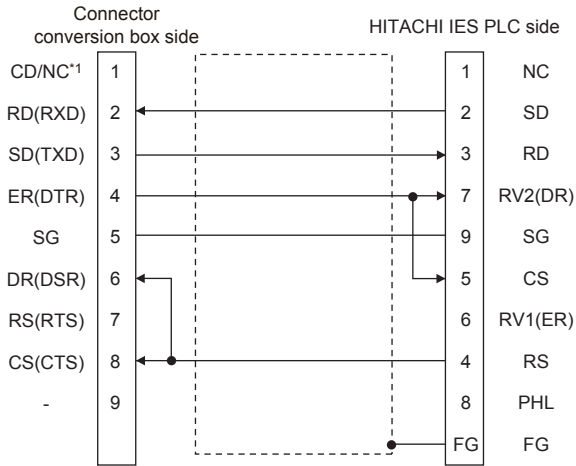 Connector
conversion box side
HITACHI IES PLC side
CD/NC*1 1 1 NC
RD(RXD) 2 2 SD
SD(TXD) 3 3 RD
ER(DTR) 4 7 RV2(DR)
SG 5 9 SG
DR(DSR) 6 5 CS
RS(RTS) 7 6 RV1(ER)
CS(CTS) 8 4 RS
- 9 8 PHL
FG FG